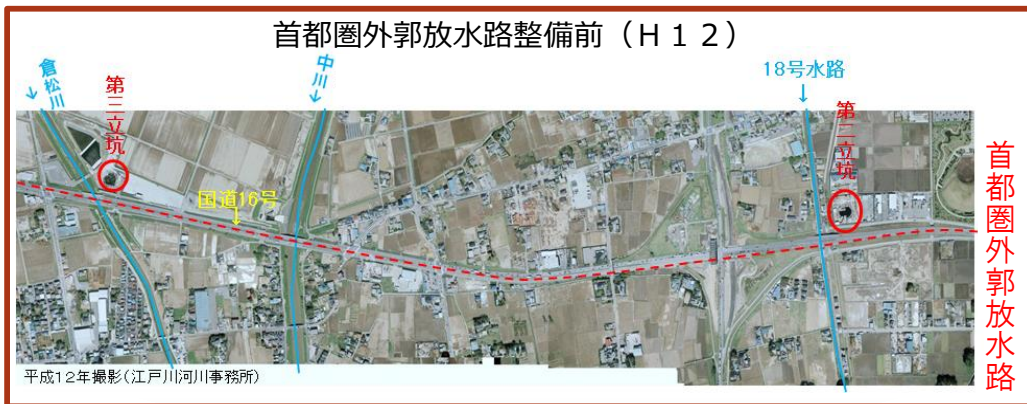 首都圏外郭放水路整備前（Ｈ１２）
倉松川
第三立坑
中川
18号水路
第二立坑
国道16号
首都圏外郭放水路
平成12年撮影(江戸川河川事務所)